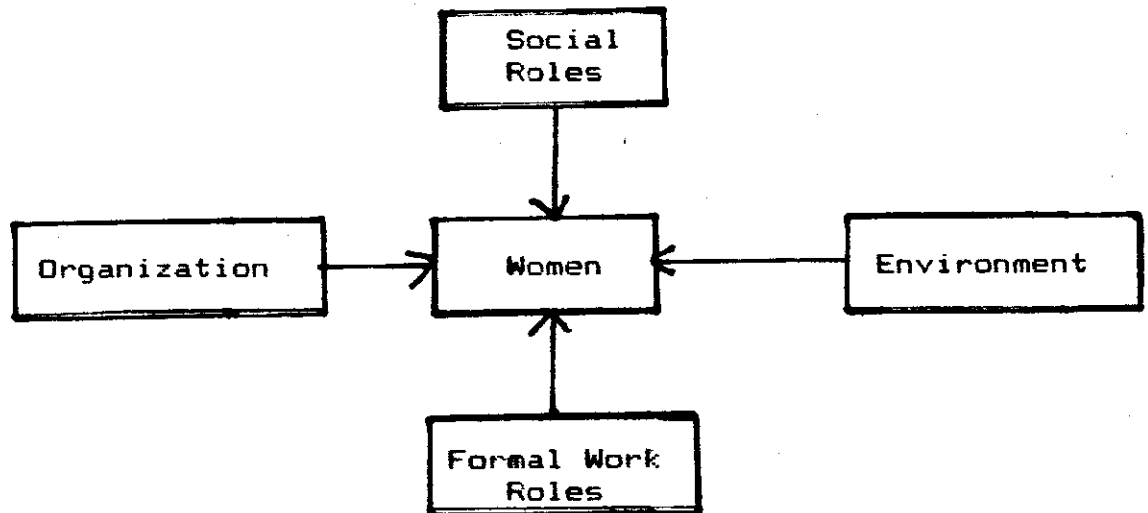 Social
Roles
Organization
Women
Environment
Formal Work
Roles